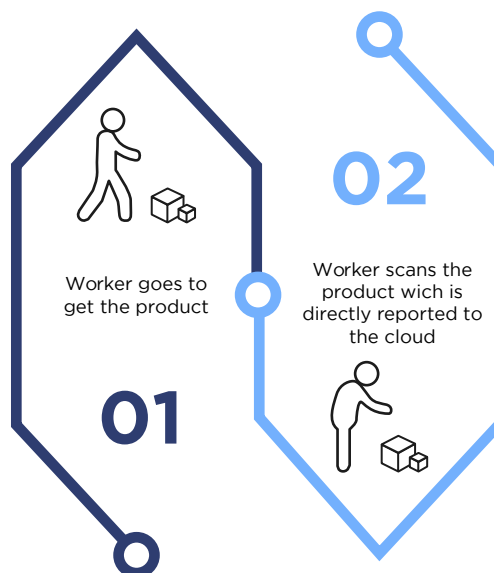 Worker goes to
get the product
01
02
Worker scans the
product wich is
directly reported to
the cloud